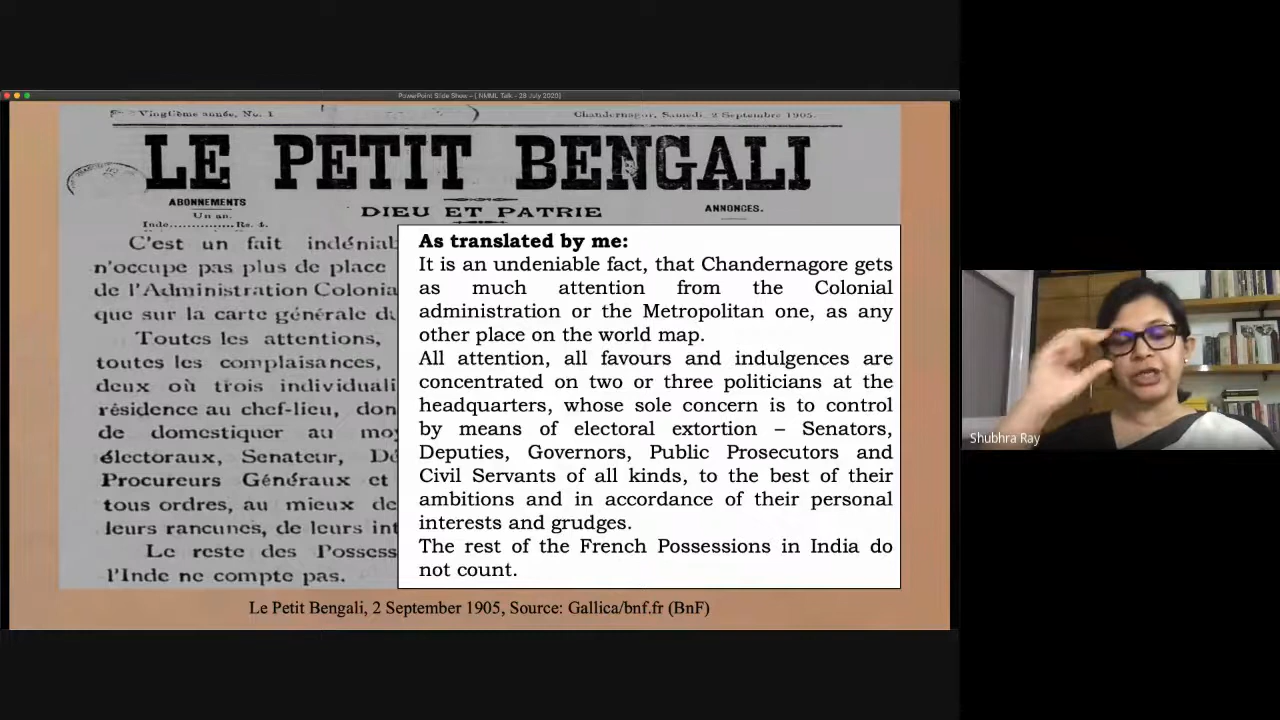 PowerPoint Slide Show - [ NMML Talk - 28 July 2020]
Vingtième année, No. 1
Chandernagor, Samedi, 2 Septembre 1905.
LE PETIT BENGALI
ABONNEMENTS
Un an.
Inde..............Rs. 4.
DIEU ET PATRIE
ANNONCES.
C'est un fait indéniab
n'occupe pas plus de place
de l'Administration Colonia
que sur la carte générale du
Toutes les attentions,
toutes les complaisances,
deux où trois individuali
résidence au chef-lieu, don
de domestiquer au mo
électoraux, Senateur, Dé
Procureurs Généraux et
tous ordres, au mieux de
leurs rancunes, de leurs int
Le reste des Possess
l'Inde ne compte pas.
As translated by me:
It is an undeniable fact, that Chandernagore gets
as much attention from the Colonial
administration or the Metropolitan one, as any
other place on the world map.
All attention, all favours and indulgences are
concentrated on two or three politicians at the
headquarters, whose sole concern is to control
by means of electoral extortion – Senators,
Deputies, Governors, Public Prosecutors and
Civil Servants of all kinds, to the best of their
ambitions and in accordance of their personal
interests and grudges.
The rest of the French Possessions in India do
not count.
Le Petit Bengali, 2 September 1905, Source: Gallica/bnf.fr (BnF)
Shubhra Ray